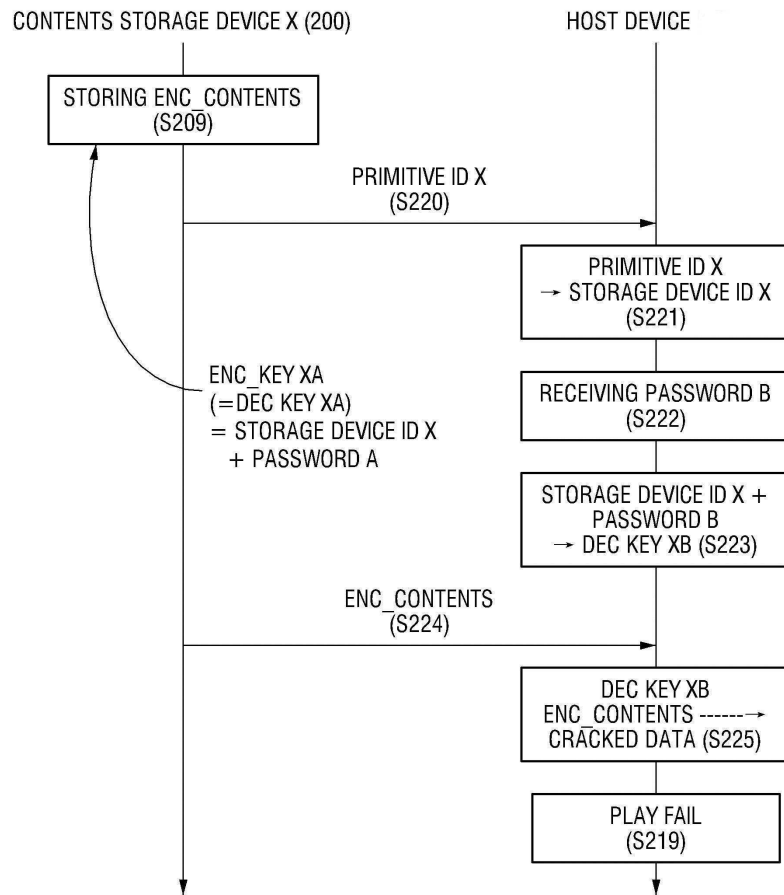 CONTENTS STORAGE DEVICE X (200)
HOST DEVICE
STORING ENC_CONTENTS
(S209)
PRIMITIVE ID X
(S220)
PRIMITIVE ID X
→ STORAGE DEVICE ID X
(S221)
ENC_KEY XA
(=DEC KEY XA)
= STORAGE DEVICE ID X
+ PASSWORD A
RECEIVING PASSWORD B
(S222)
STORAGE DEVICE ID X +
PASSWORD B
→ DEC KEY XB (S223)
ENC_CONTENTS
(S224)
DEC KEY XB
ENC_CONTENTS ------→
CRACKED DATA (S225)
PLAY FAIL
(S219)